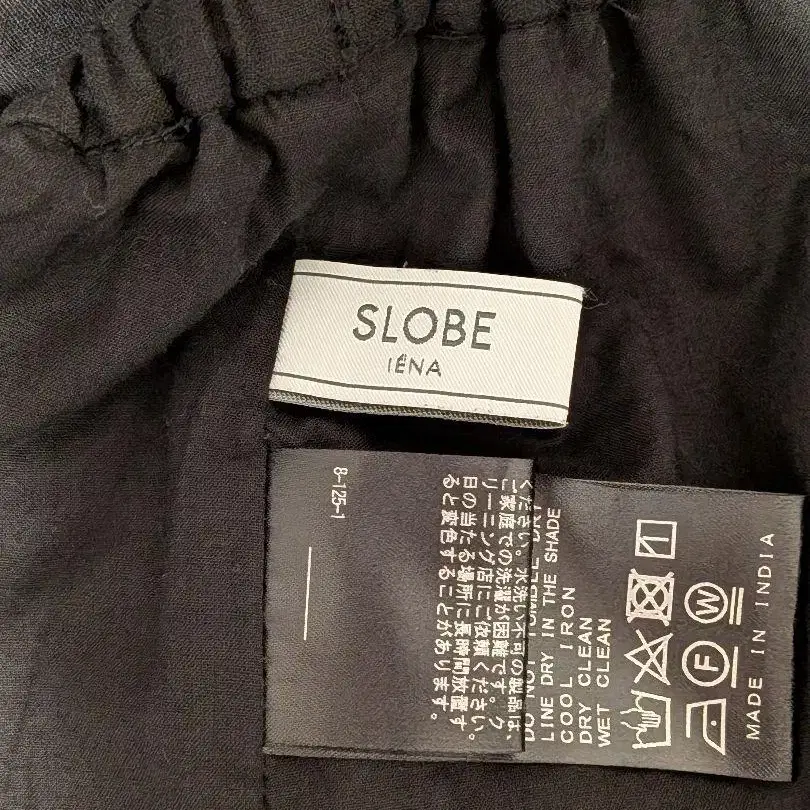 SLOBE
IÉNA
8-125-1
ください。水洗い不可の製品は、
ご家庭での洗濯が困難です。ク
リーニング店にご依頼ください。
日の当たる場所に長時間放置す
ると変色することがあります。
DO NOT TUMBLE DRY
LINE DRY IN THE SHADE
COOL IRON
DRY CLEAN
WET CLEAN
W
F
MADE IN INDIA